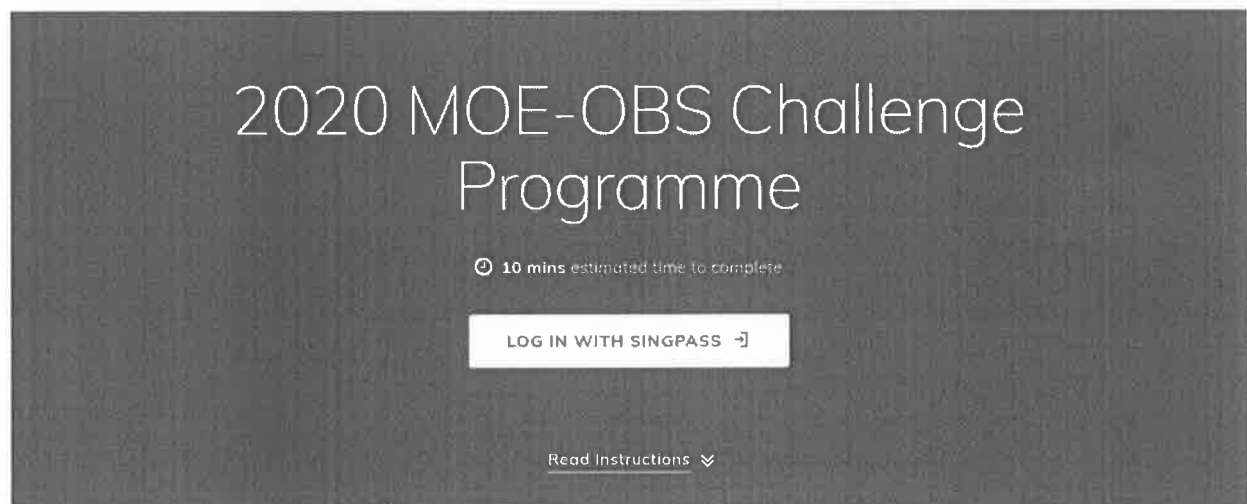 2020 MOE-OBS Challenge
Programme
10 mins estimated time to complete
LOG IN WITH SINGPASS
Read Instructions